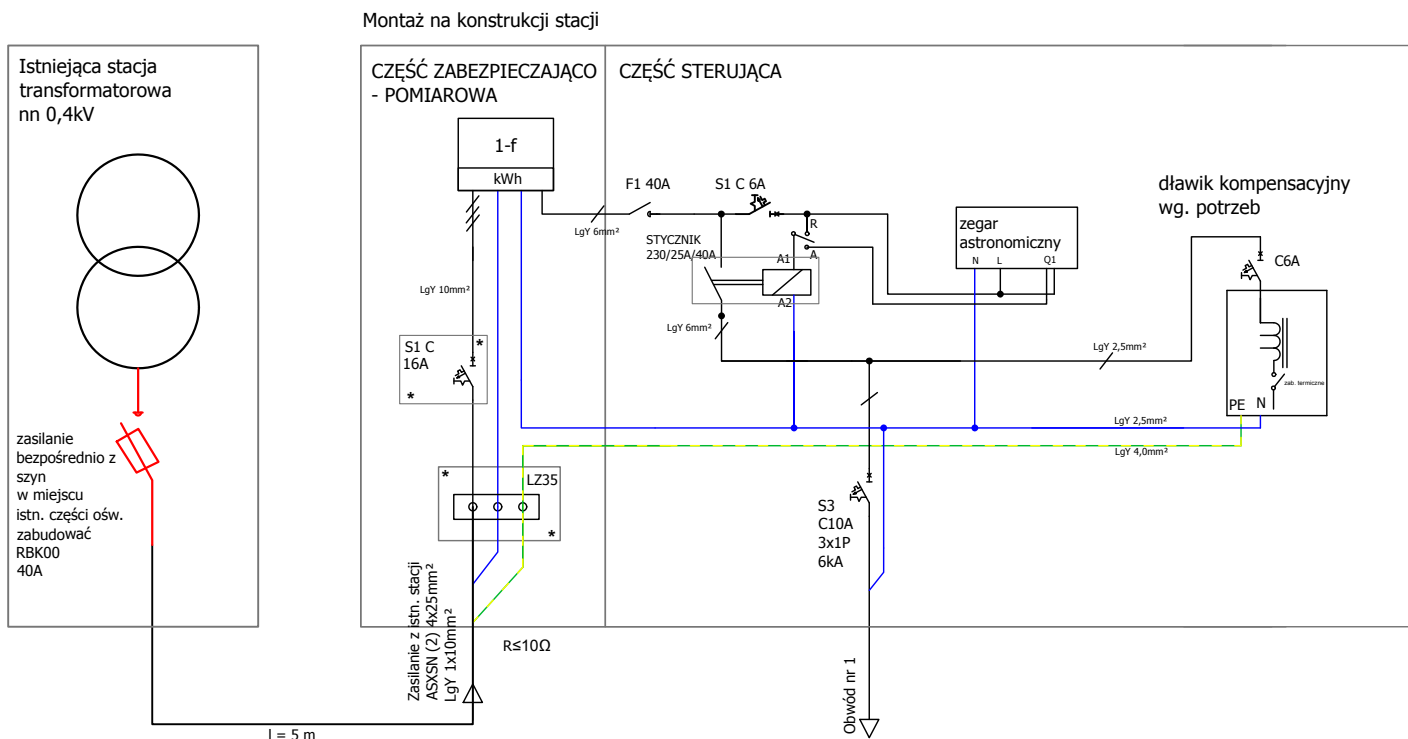 Montaż na konstrukcji stacji
Istniejąca stacja
transformatorowa
nn 0,4kV
zasilanie
bezpośrednio z
szyn
w miejscu
istn. części ośw.
zabudować
RBK00
40A
l = 5 m
CZĘŚĆ ZABEZPIECZAJĄCO
- POMIAROWA
1-f
kWh
LgY 10mm²
S1 C
16A
*
*
*
LZ35
*
Zasilanie z istn. stacji
ASXSN (2) 4x25mm²
LgY 1x10mm²
R≤10Ω
CZĘŚĆ STERUJĄCA
F1 40A
S1 C 6A
LgY 6mm²
STYCZNIK
230/25A/40A
R
A
A1
A2
LgY 6mm²
zegar
astronomiczny
N L Q1
dławik kompensacyjny
wg. potrzeb
C6A
LgY 2,5mm²
zab. termiczne
PE N
LgY 2,5mm²
LgY 4,0mm²
S3
C10A
3x1P
6kA
Obwód nr 1